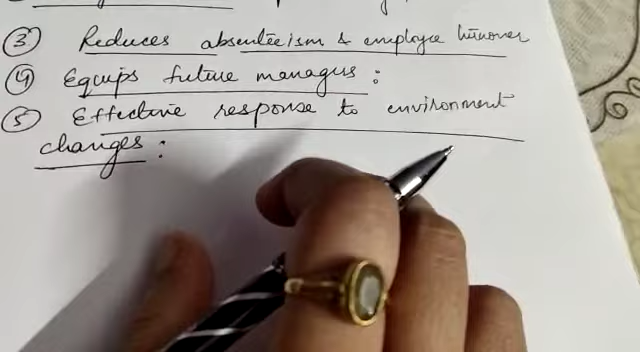 ③ Reduces absenteeism & employee turnover
④ Equips future managers :
⑤ Effective response to environment
changes :